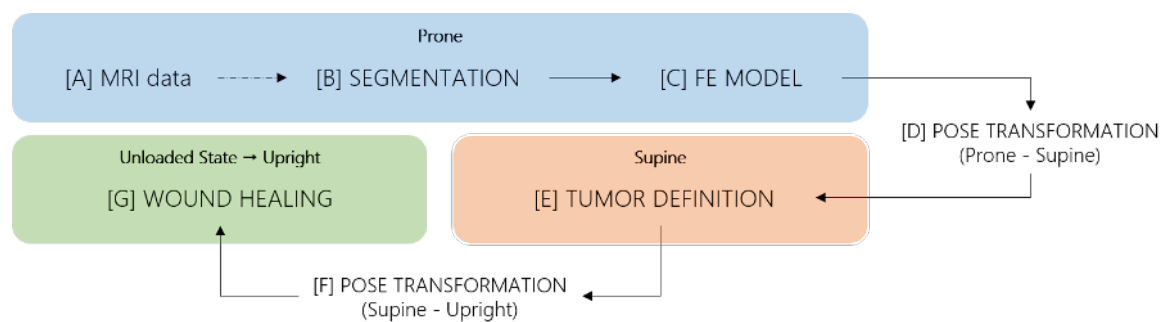 Prone
[A] MRI data
[B] SEGMENTATION
[C] FE MODEL
[D] POSE TRANSFORMATION
(Prone - Supine)
Unloaded State → Upright
[G] WOUND HEALING
Supine
[E] TUMOR DEFINITION
[F] POSE TRANSFORMATION
(Supine - Upright)